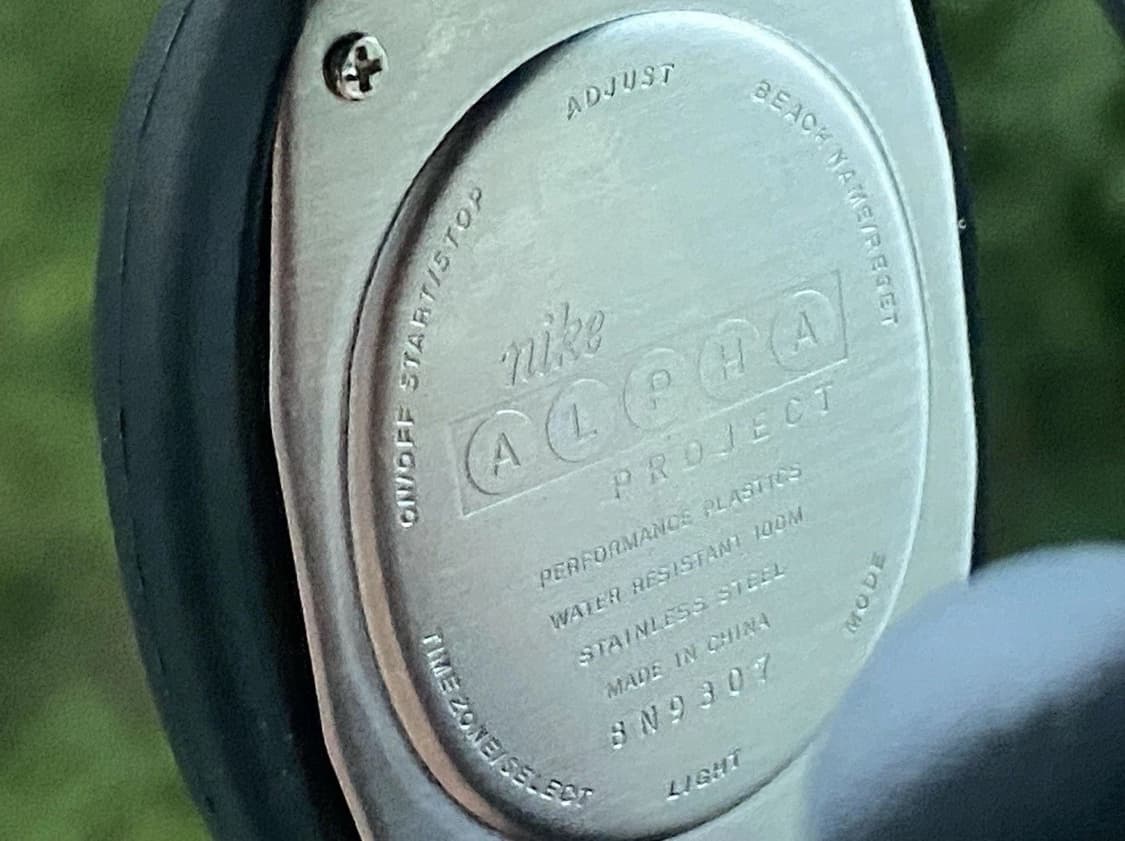 ADJUST
BEACH NAME/RESET
ON/OFF START/STOP
nike
ALPHA
PROJECT
PERFORMANCE PLASTICS
WATER RESISTANT 100M
STAINLESS STEEL
MADE IN CHINA
8N9307
MODE
TIME ZONE/SELECT
LIGHT